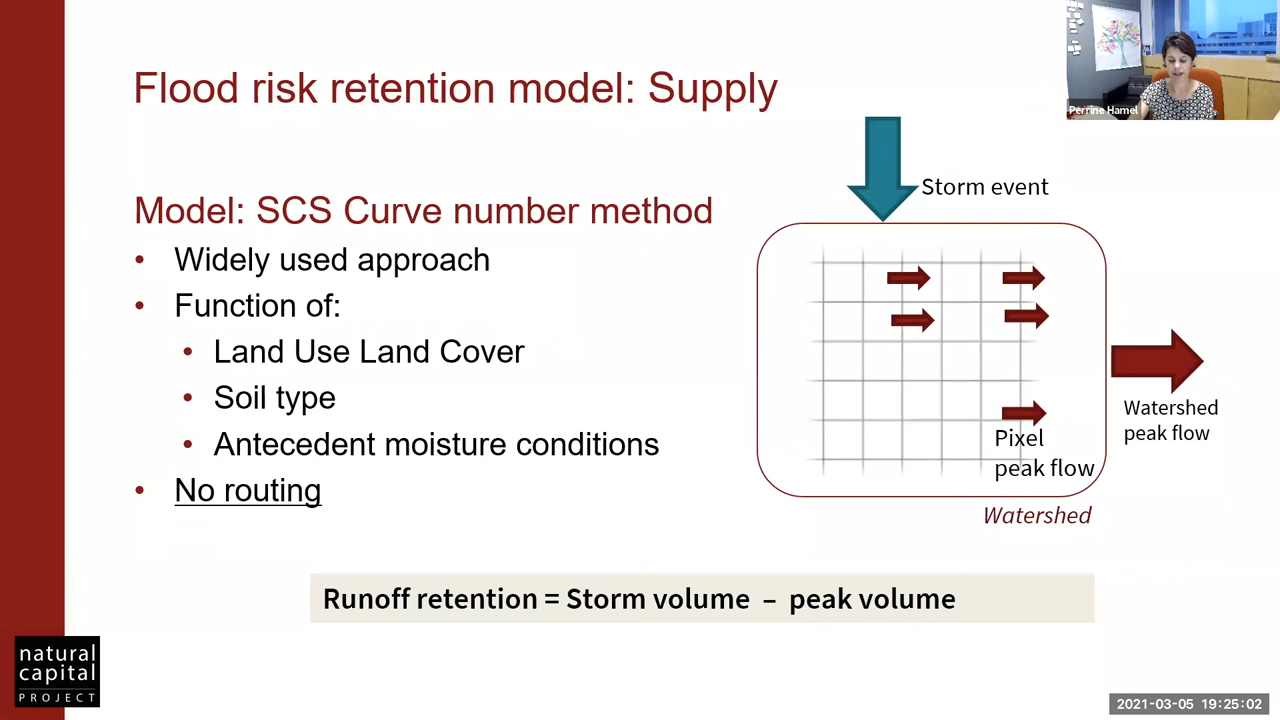 Flood risk retention model: Supply
Perrine Hamel
Model: SCS Curve number method
• Widely used approach
• Function of:
• Land Use Land Cover
• Soil type
• Antecedent moisture conditions
• No routing
Storm event
Pixel
peak flow
Watershed
peak flow
Watershed
Runoff retention = Storm volume – peak volume
natural
capital
PROJECT
2021-03-05 19:25:02